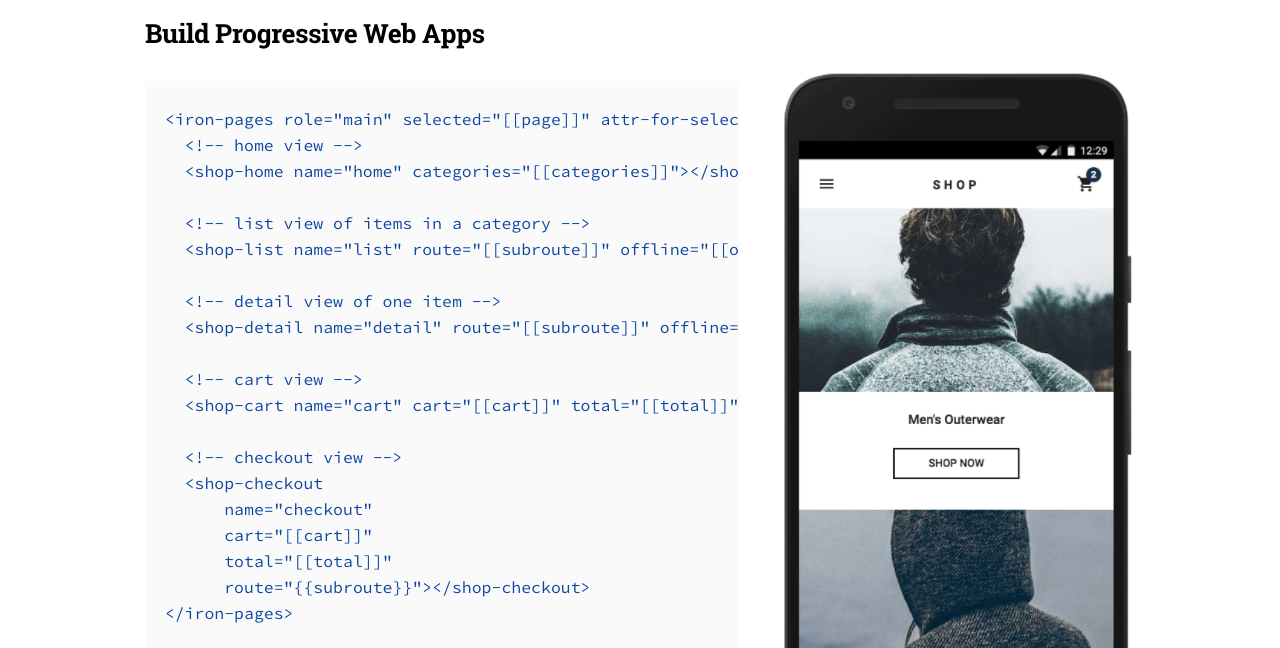 Build Progressive Web Apps
<iron-pages role="main" selected="[[page]]" attr-for-selec
<!-- home view -->
<shop-home name="home" categories="[[categories]]"></sho
<!-- list view of items in a category -->
<shop-list name="list" route="[[subroute]]" offline="[[o
<!-- detail view of one item -->
<shop-detail name="detail" route="[[subroute]]" offline=
<!-- cart view -->
<shop-cart name="cart" cart="[[cart]]" total="[[total]]"
<!-- checkout view -->
<shop-checkout
name="checkout"
cart="[[cart]]"
total="[[total]]"
route="{{subroute}}"></shop-checkout>
</iron-pages>
12:29
SHOP
2
Men's Outerwear
SHOP NOW